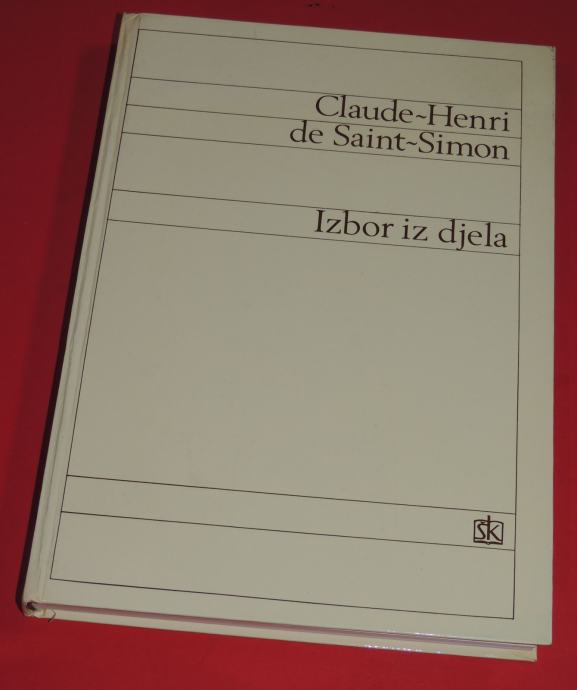 Claude~Henri
de Saint~Simon
Izbor iz djela
ŠK